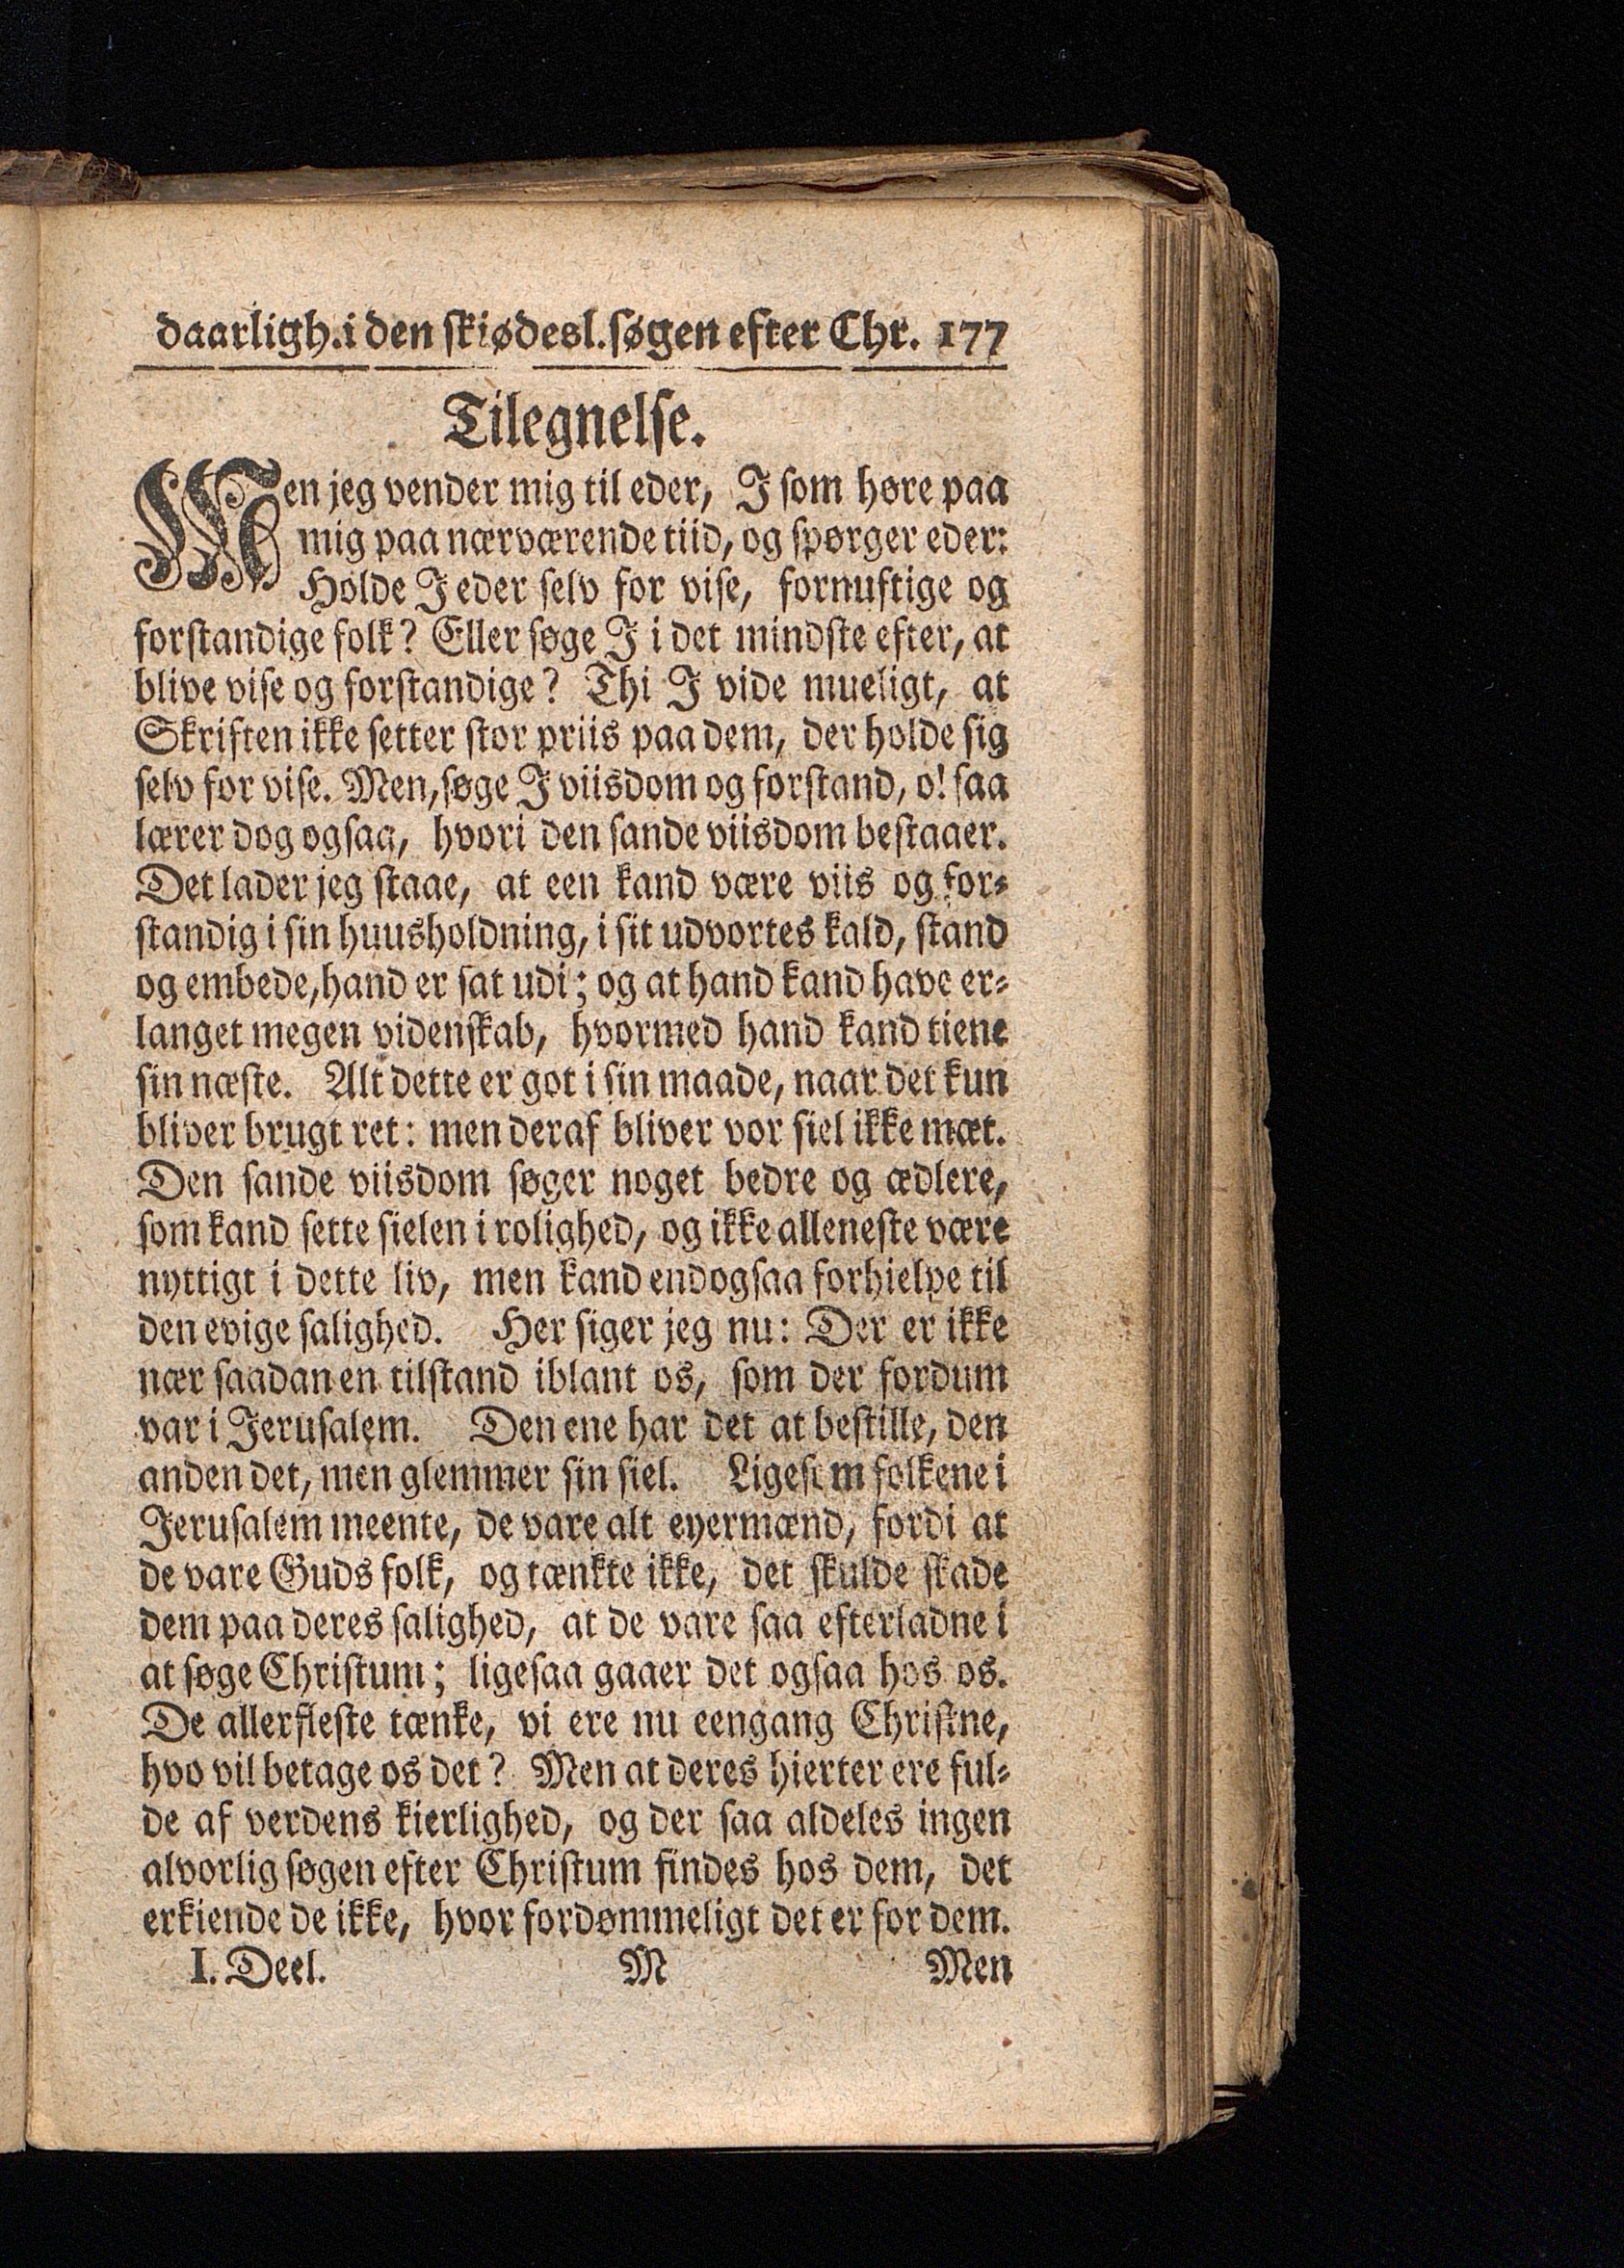 daarligh. i den skiødesl. søgen efter Chr. 177
Tilegnelse.
Men jeg vender mig til eder, I som høre paa
mig paa nærværende tiid, og spørger eder:
Holde I eder selv for vise, fornuftige og
forstandige folk? Eller søge I i det mindste efter, at
blive vise og forstandige? Thi I vide mueligt, at
Skriften ikke setter stor priis paa dem, der holde sig
selv for vise. Men, søge I viisdom og forstand, o! saa
lærer dog ogsaa, hvori den sande viisdom bestaaer.
Det lader jeg staae, at een kand være viis og for-
standig i sin huusholdning, i sit udvortes kald, stand
og embede, hand er sat udi; og at hand kand have er-
langet megen videnskab, hvormed hand kand tiene
sin næste. Alt dette er got i sin maade, naar det kun
bliver brugt ret: men deraf bliver vor siel ikke mæt.
Den sande viisdom søger noget bedre og ædlere,
som kand sette sielen i rolighed, og ikke alleneste være
nyttigt i dette liv, men kand endogsaa forhielpe til
den evige salighed. Her siger jeg nu: Der er ikke
nær saadan en tilstand iblant os, som der fordum
var i Jerusalem. Den ene har det at bestille, den
anden det, men glemmer sin siel. Ligesom folkene i
Jerusalem meente, de vare alt eyermænd, fordi at
de vare Guds folk, og tænkte ikke, det skulde skade
dem paa deres salighed, at de vare saa efterladne i
at søge Christum; ligesaa gaaer det ogsaa hos os.
De allerfleste tænke, vi ere nu eengang Christne,
hvo vil betage os det? Men at deres hierter ere ful-
de af verdens kierlighed, og der saa aldeles ingen
alvorlig søgen efter Christum findes hos dem, det
erkiende de ikke, hvor fordømmeligt det er for dem.
I. Deel. M Men